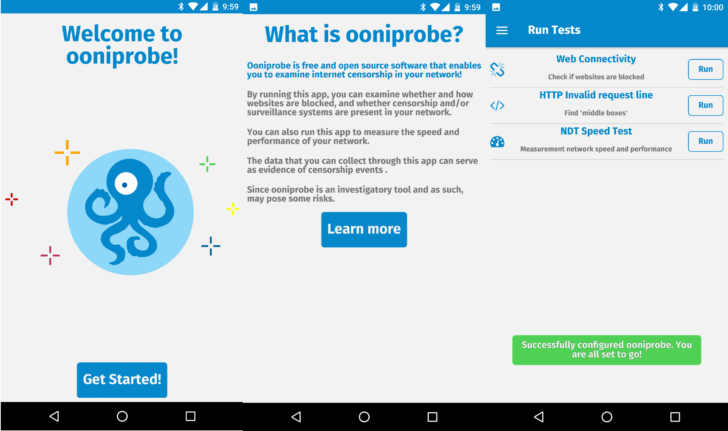 9:59
Welcome to
ooniprobe!
Get Started!
9:59
What is ooniprobe?
Ooniprobe is free and open source software that enables
you to examine internet censorship in your network!
By running this app, you can examine whether and how
websites are blocked, and whether censorship and/or
surveillance systems are present in your network.
You can also run this app to measure the speed and
performance of your network.
The data that you can collect through this app can serve
as evidence of censorship events .
Since ooniprobe is an investigatory tool and as such,
may pose some risks.
Learn more
10:00
Run Tests
Web Connectivity
Check if websites are blocked
Run
HTTP Invalid request line
Find 'middle boxes'
Run
NDT Speed Test
Measurement network speed and performance
Run
Successfully configured ooniprobe. You
are all set to go!